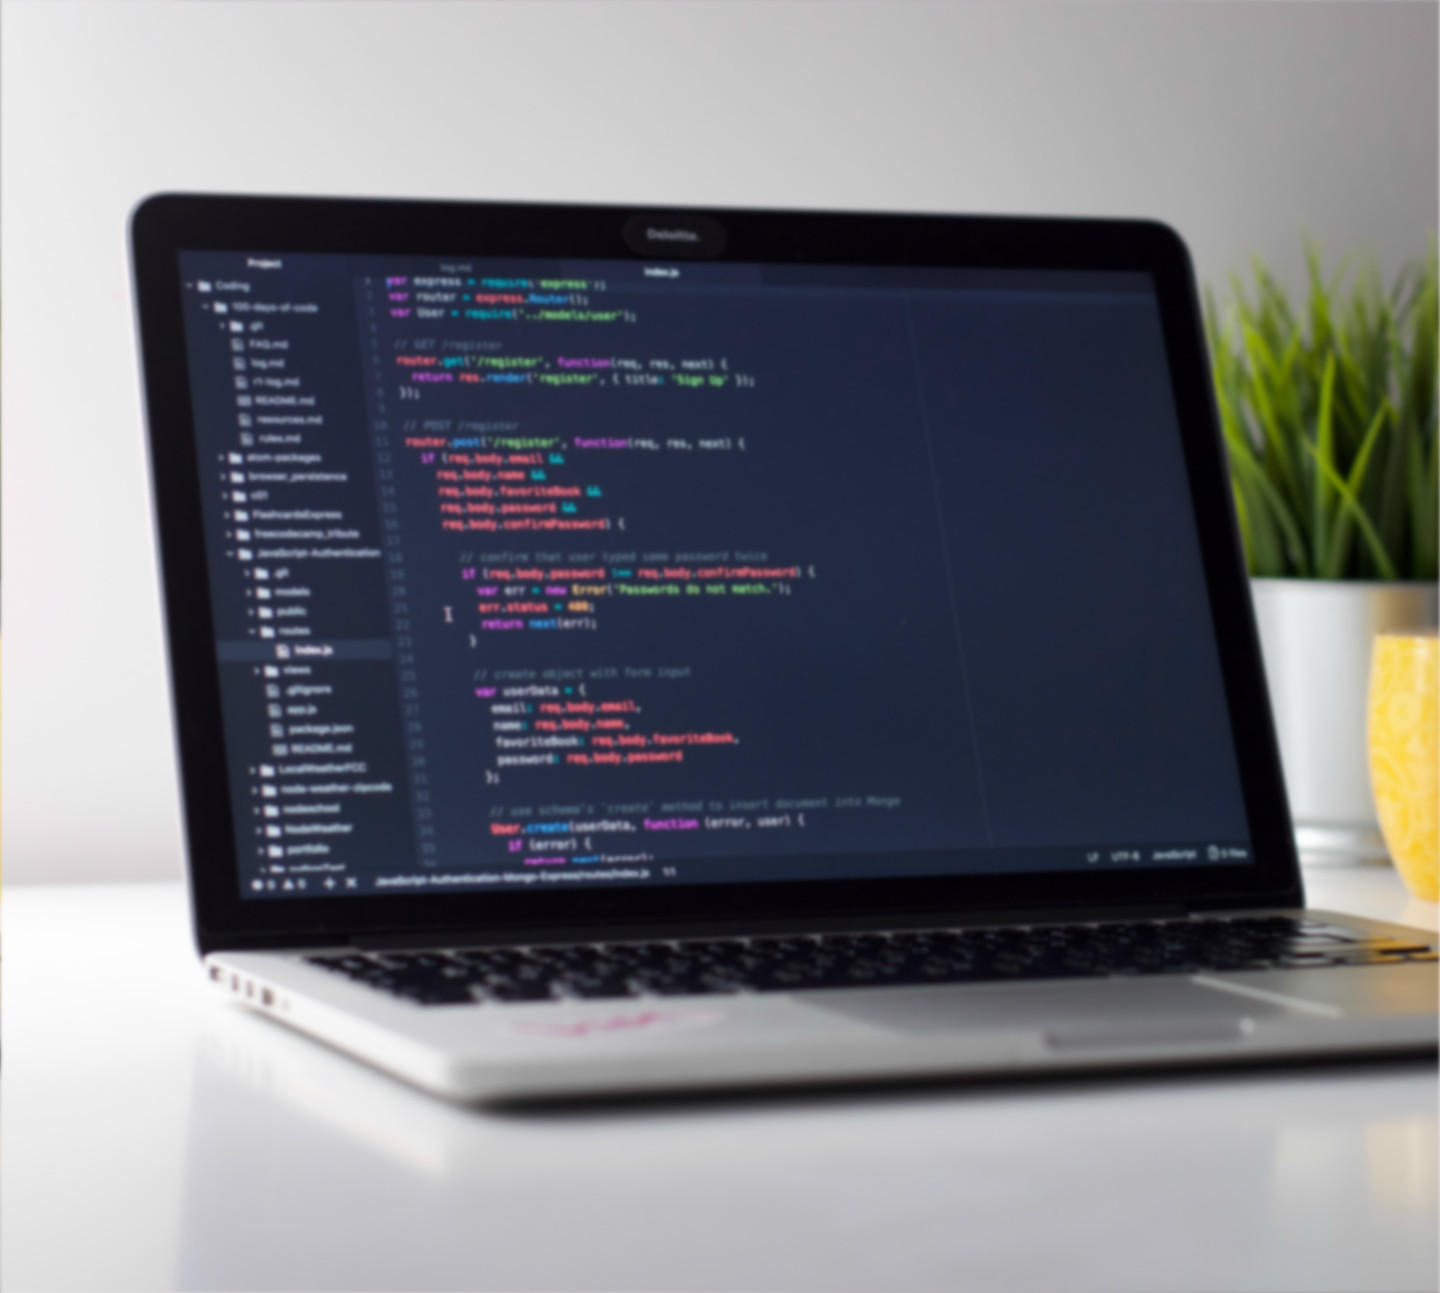 Deloitte.
Project
log.md
index.js
Coding
100-days-of-code
.git
FAQ.md
log.md
r1-log.md
README.md
resources.md
rules.md
atom-packages
browser_persistence
FlashcardsExpress
freecodecamp_tribute
JavaScript-Authentication
.git
models
public
routes
index.js
views
.gitignore
app.js
package.json
README.md
LocalWeatherFCC
node-weather-zipcode
nodeschool
NodeWeather
portfolio
1 var express = require('express');
2 var router = express.Router();
3 var User = require('../models/user');
4
5 // GET /register
6 router.get('/register', function(req, res, next) {
7 return res.render('register', { title: 'Sign Up' });
8 });
9
10 // POST /register
11 router.post('/register', function(req, res, next) {
12 if (req.body.email &&
13 req.body.name &&
14 req.body.favoriteBook &&
15 req.body.password &&
16 req.body.confirmPassword) {
17
18 // confirm that user typed same password twice
19 if (req.body.password !== req.body.confirmPassword) {
20 var err = new Error('Passwords do not match.');
21 err.status = 400;
22 return next(err);
23 }
24
25 // create object with form input
26 var userData = {
27 email: req.body.email,
28 name: req.body.name,
29 favoriteBook: req.body.favoriteBook,
30 password: req.body.password
31 };
32
33 // use schema's 'create' method to insert document into Mongo
34 User.create(userData, function (error, user) {
35 if (error) {
36 return next(error);
0 0 JavaScript-Authentication-Mongo-Express/routes/index.js 1:1
LF UTF-8 JavaScript 0 files